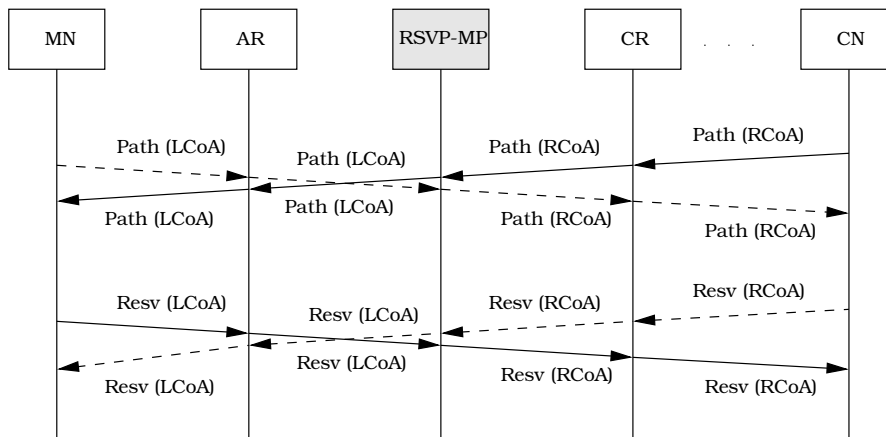 MN AR RSVP-MP CR . . . CN
Path (LCoA) Path (LCoA) Path (RCoA) Path (RCoA)
Path (LCoA) Path (LCoA) Path (RCoA) Path (RCoA)
Resv (LCoA) Resv (LCoA) Resv (RCoA) Resv (RCoA)
Resv (LCoA) Resv (LCoA) Resv (RCoA) Resv (RCoA)